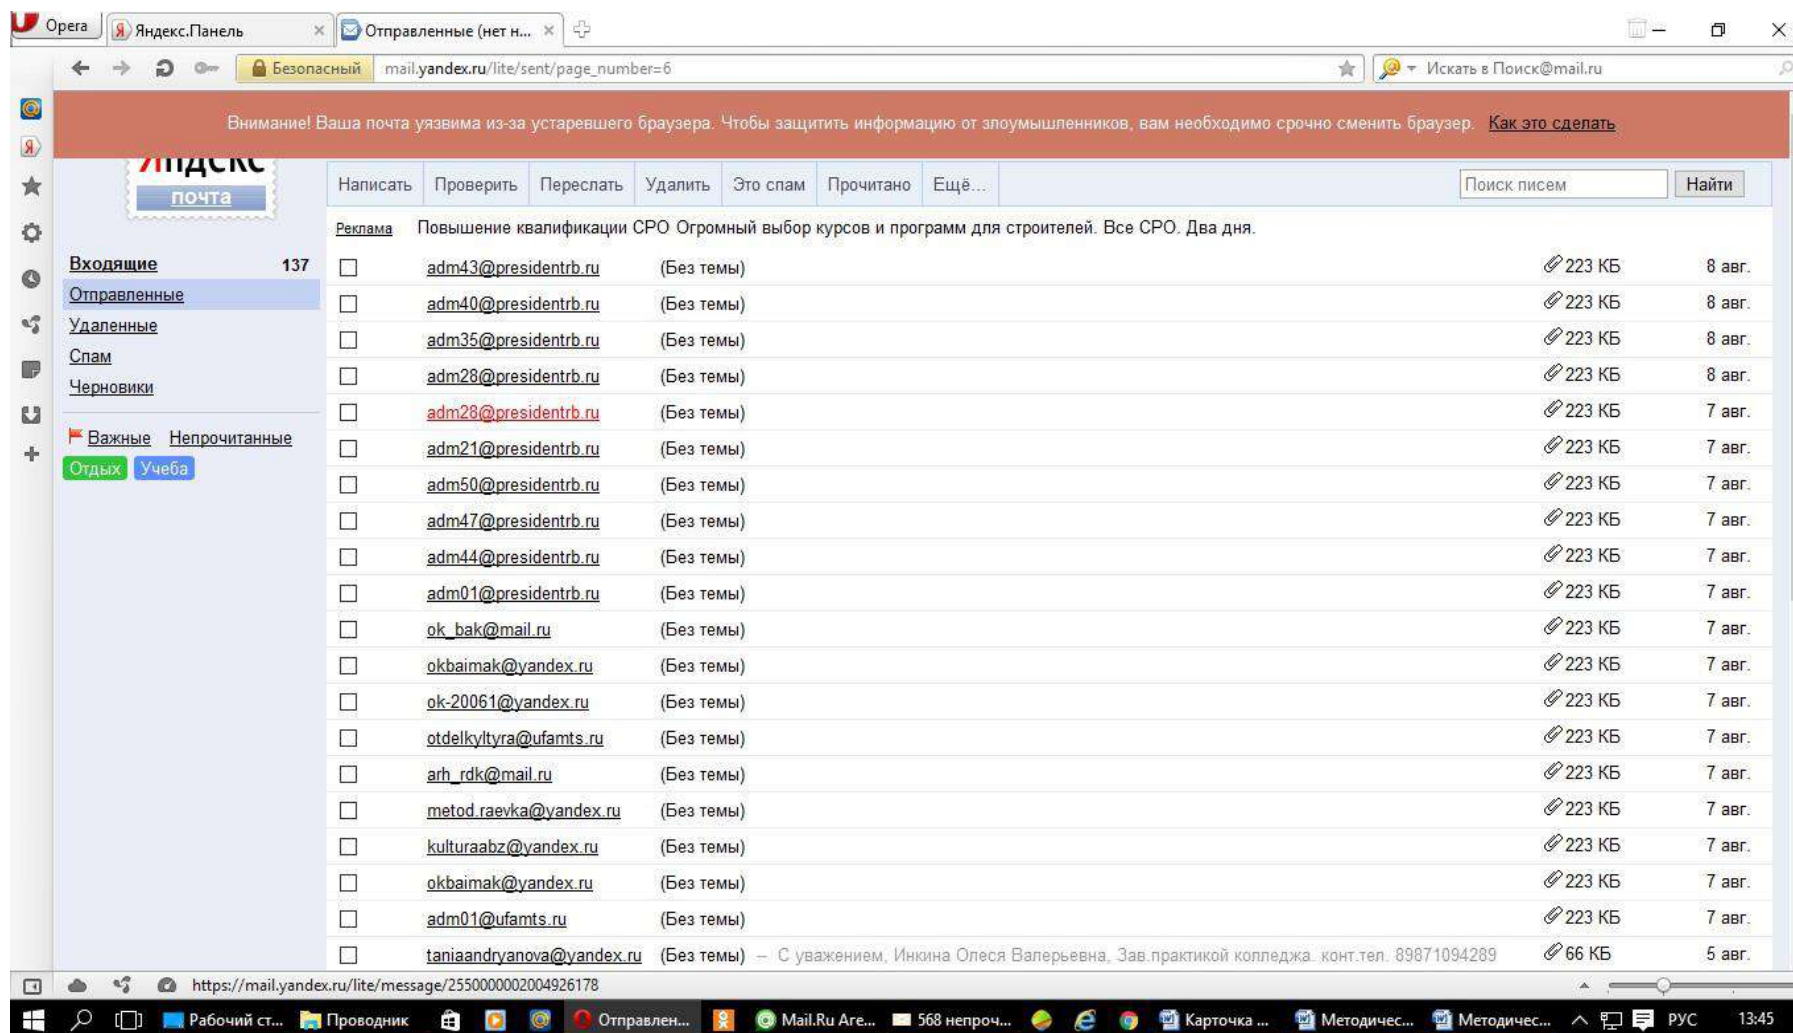 Opera Яндекс.Панель Отправленные (нет н...
Безопасный mail.yandex.ru/lite/sent/page_number=6 Искать в Поиск@mail.ru
Внимание! Ваша почта уязвима из-за устаревшего браузера. Чтобы защитить информацию от злоумышленников, вам необходимо срочно сменить браузер. Как это сделать
Яндекс
почта
Написать Проверить Переслать Удалить Это спам Прочитано Ещё... Поиск писем Найти
Реклама Повышение квалификации СРО Огромный выбор курсов и программ для строителей. Все СРО. Два дня.
Входящие 137
Отправленные
Удаленные
Спам
Черновики
Важные Непрочитанные
Отдых Учеба
adm43@presidentrb.ru (Без темы) 223 КБ 8 авг.
adm40@presidentrb.ru (Без темы) 223 КБ 8 авг.
adm35@presidentrb.ru (Без темы) 223 КБ 8 авг.
adm28@presidentrb.ru (Без темы) 223 КБ 8 авг.
adm28@presidentrb.ru (Без темы) 223 КБ 7 авг.
adm21@presidentrb.ru (Без темы) 223 КБ 7 авг.
adm50@presidentrb.ru (Без темы) 223 КБ 7 авг.
adm47@presidentrb.ru (Без темы) 223 КБ 7 авг.
adm44@presidentrb.ru (Без темы) 223 КБ 7 авг.
adm01@presidentrb.ru (Без темы) 223 КБ 7 авг.
ok_bak@mail.ru (Без темы) 223 КБ 7 авг.
okbaimak@yandex.ru (Без темы) 223 КБ 7 авг.
ok-20061@yandex.ru (Без темы) 223 КБ 7 авг.
otdelkyltyra@ufamts.ru (Без темы) 223 КБ 7 авг.
arh_rdk@mail.ru (Без темы) 223 КБ 7 авг.
metod.raevka@yandex.ru (Без темы) 223 КБ 7 авг.
kulturaabz@yandex.ru (Без темы) 223 КБ 7 авг.
okbaimak@yandex.ru (Без темы) 223 КБ 7 авг.
adm01@ufamts.ru (Без темы) 223 КБ 7 авг.
taniaandryanova@yandex.ru (Без темы) – С уважением, Инкина Олеся Валерьевна, Зав.практикой колледжа. конт.тел. 89871094289 66 КБ 5 авг.
https://mail.yandex.ru/lite/message/2550000002004926178
Рабочий ст... Проводник Отправлен... Mail.Ru Аге... 568 непроч... Карточка ... Методичес... Методичес... РУС 13:45